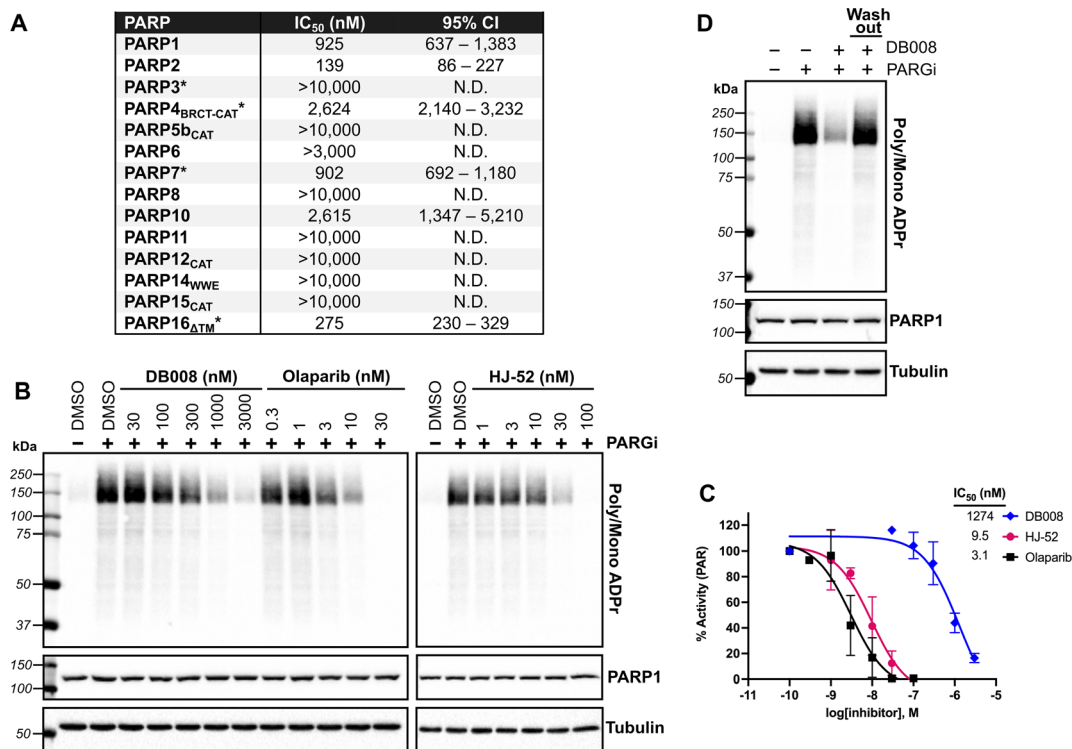 A
PARP IC50 (nM) 95% CI
PARP1 925 637 – 1,383
PARP2 139 86 – 227
PARP3* >10,000 N.D.
PARP4BRCT-CAT* 2,624 2,140 – 3,232
PARP5bCAT >10,000 N.D.
PARP6 >3,000 N.D.
PARP7* 902 692 – 1,180
PARP8 >10,000 N.D.
PARP10 2,615 1,347 – 5,210
PARP11 >10,000 N.D.
PARP12CAT >10,000 N.D.
PARP14WWE >10,000 N.D.
PARP15CAT >10,000 N.D.
PARP16ΔTM* 275 230 – 329
B
DB008 (nM) Olaparib (nM) HJ-52 (nM)
DMSO DMSO 30 100 300 1000 3000 0.3 1 3 10 30 DMSO DMSO 1 3 10 30 100
− + + + + + + + + + + + − + + + + + + PARGi
kDa
250
150
100
75
50
37
Poly/Mono ADPr
150
100
PARP1
50
Tubulin
C
IC50 (nM)
1274 DB008
9.5 HJ-52
3.1 Olaparib
% Activity (PAR)
120
100
80
60
40
20
0
-11 -10 -9 -8 -7 -6 -5
log[inhibitor], M
D
Wash
out
− − + + DB008
− + + + PARGi
kDa
250
150
100
75
50
37
Poly/Mono ADPr
150
100
PARP1
50
Tubulin